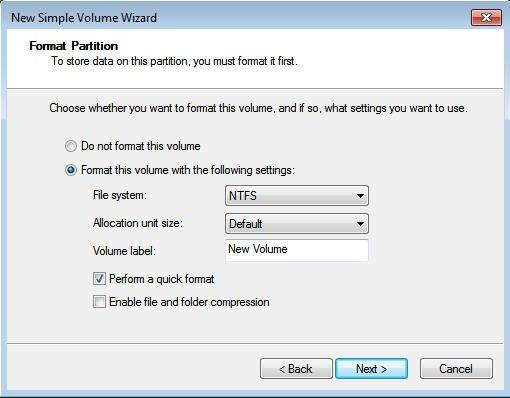 New Simple Volume Wizard
Format Partition
To store data on this partition, you must format it first.
Choose whether you want to format this volume, and if so, what settings you want to use.
Do not format this volume
Format this volume with the following settings:
File system: NTFS
Allocation unit size: Default
Volume label: New Volume
Perform a quick format
Enable file and folder compression
< Back Next > Cancel